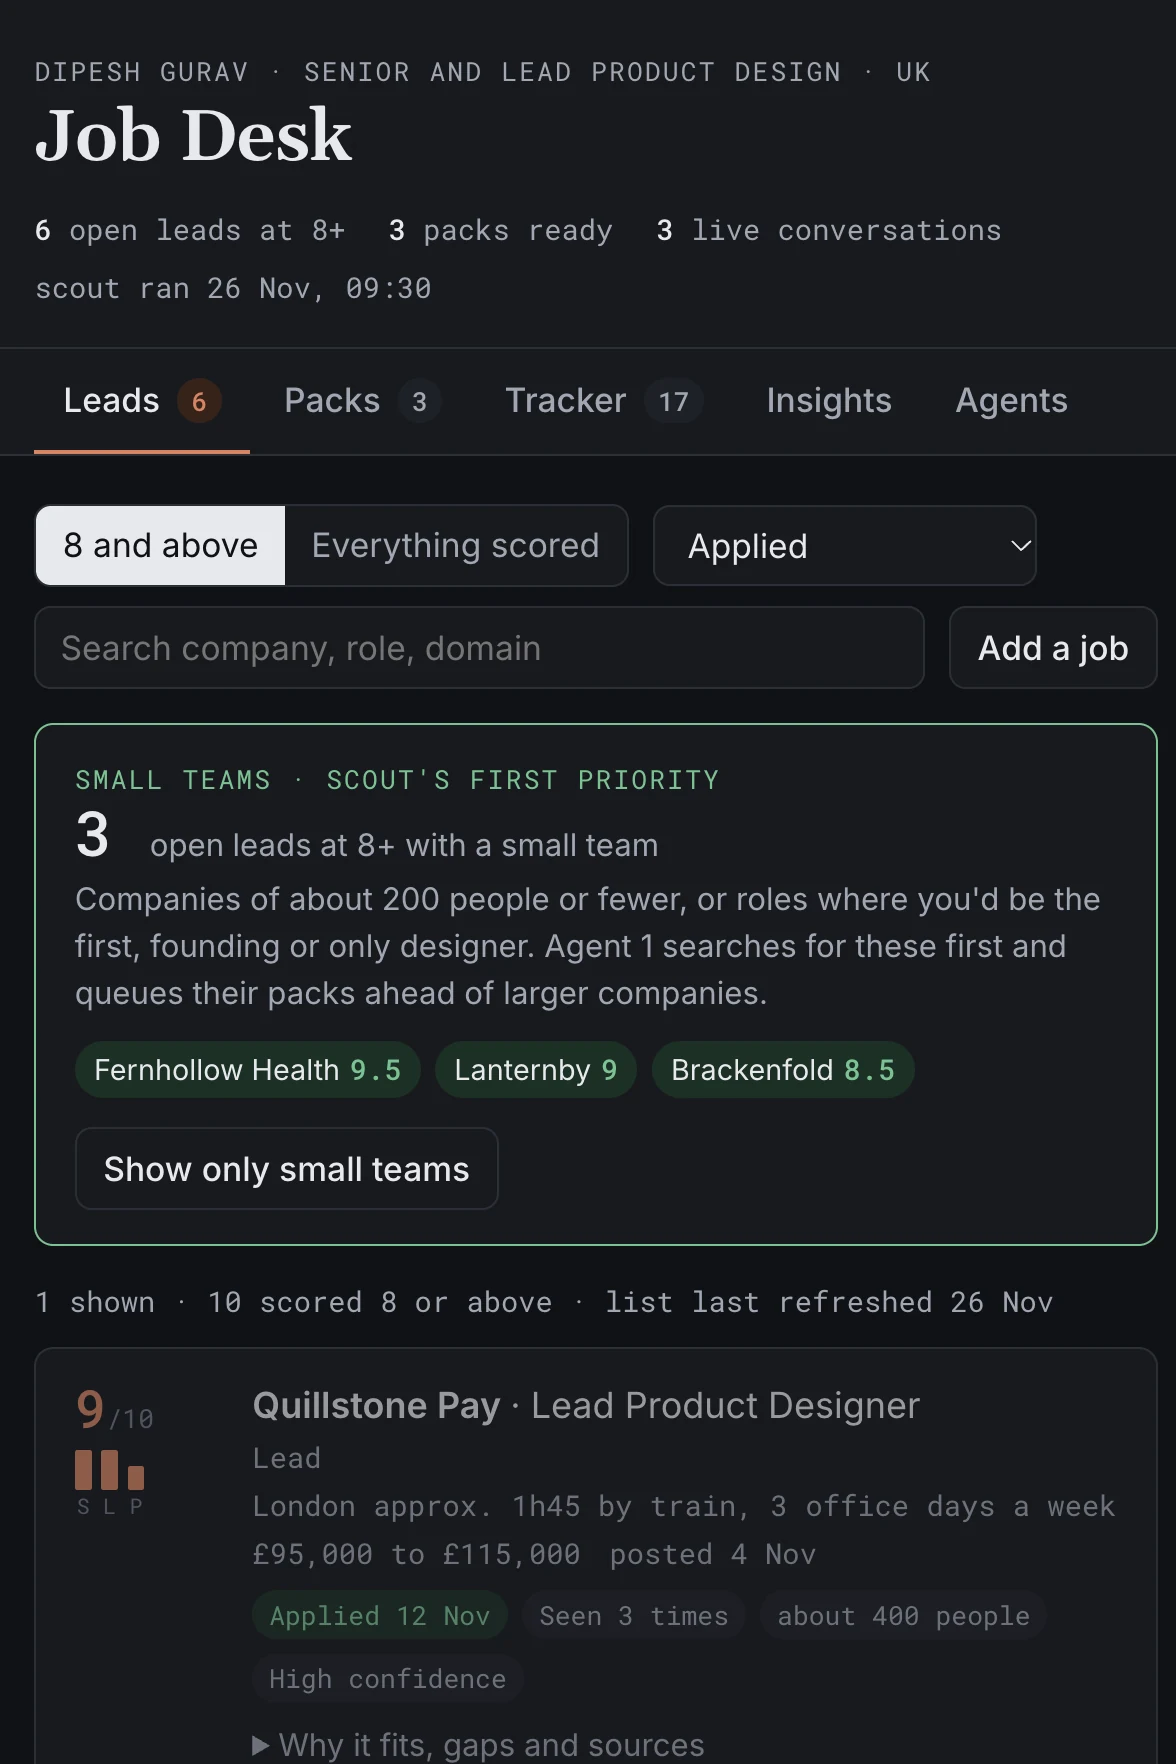 DIPESH GURAV · SENIOR AND LEAD PRODUCT DESIGN · UK
Job Desk
6 open leads at 8+ 3 packs ready 3 live conversations
scout ran 26 Nov, 09:30
Leads 6 Packs 3 Tracker 17 Insights Agents
8 and above Everything scored Applied
Search company, role, domain Add a job
SMALL TEAMS · SCOUT'S FIRST PRIORITY
3 open leads at 8+ with a small team
Companies of about 200 people or fewer, or roles where you'd be the
first, founding or only designer. Agent 1 searches for these first and
queues their packs ahead of larger companies.
Fernhollow Health 9.5 Lanternby 9 Brackenfold 8.5
Show only small teams
1 shown · 10 scored 8 or above · list last refreshed 26 Nov
9/10 Quillstone Pay · Lead Product Designer
Lead
S L P London approx. 1h45 by train, 3 office days a week
£95,000 to £115,000 posted 4 Nov
Applied 12 Nov Seen 3 times about 400 people
High confidence
Why it fits, gaps and sources